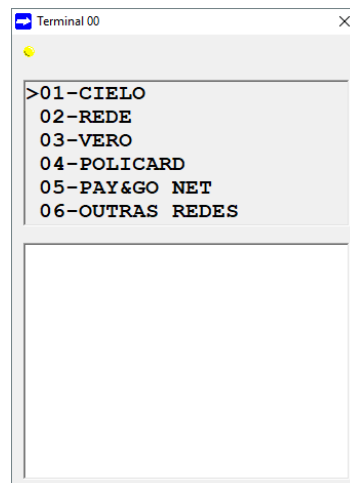 Terminal 00
>01-CIELO
02-REDE
03-VERO
04-POLICARD
05-PAY&GO NET
06-OUTRAS REDES